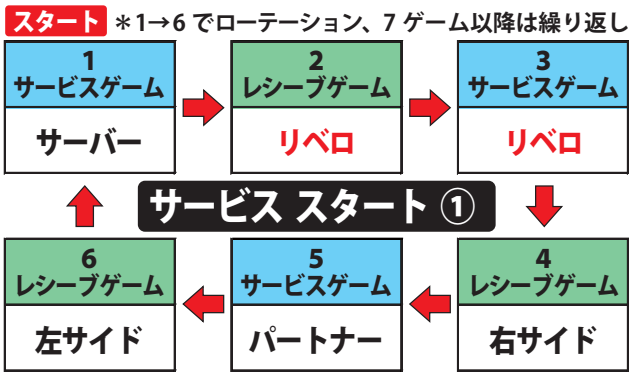 スタート ＊1→6 でローテーション、7 ゲーム以降は繰り返し
1
サービスゲーム
サーバー
2
レシーブゲーム
リベロ
3
サービスゲーム
リベロ
サービス スタート ①
6
レシーブゲーム
左サイド
5
サービスゲーム
パートナー
4
レシーブゲーム
右サイド